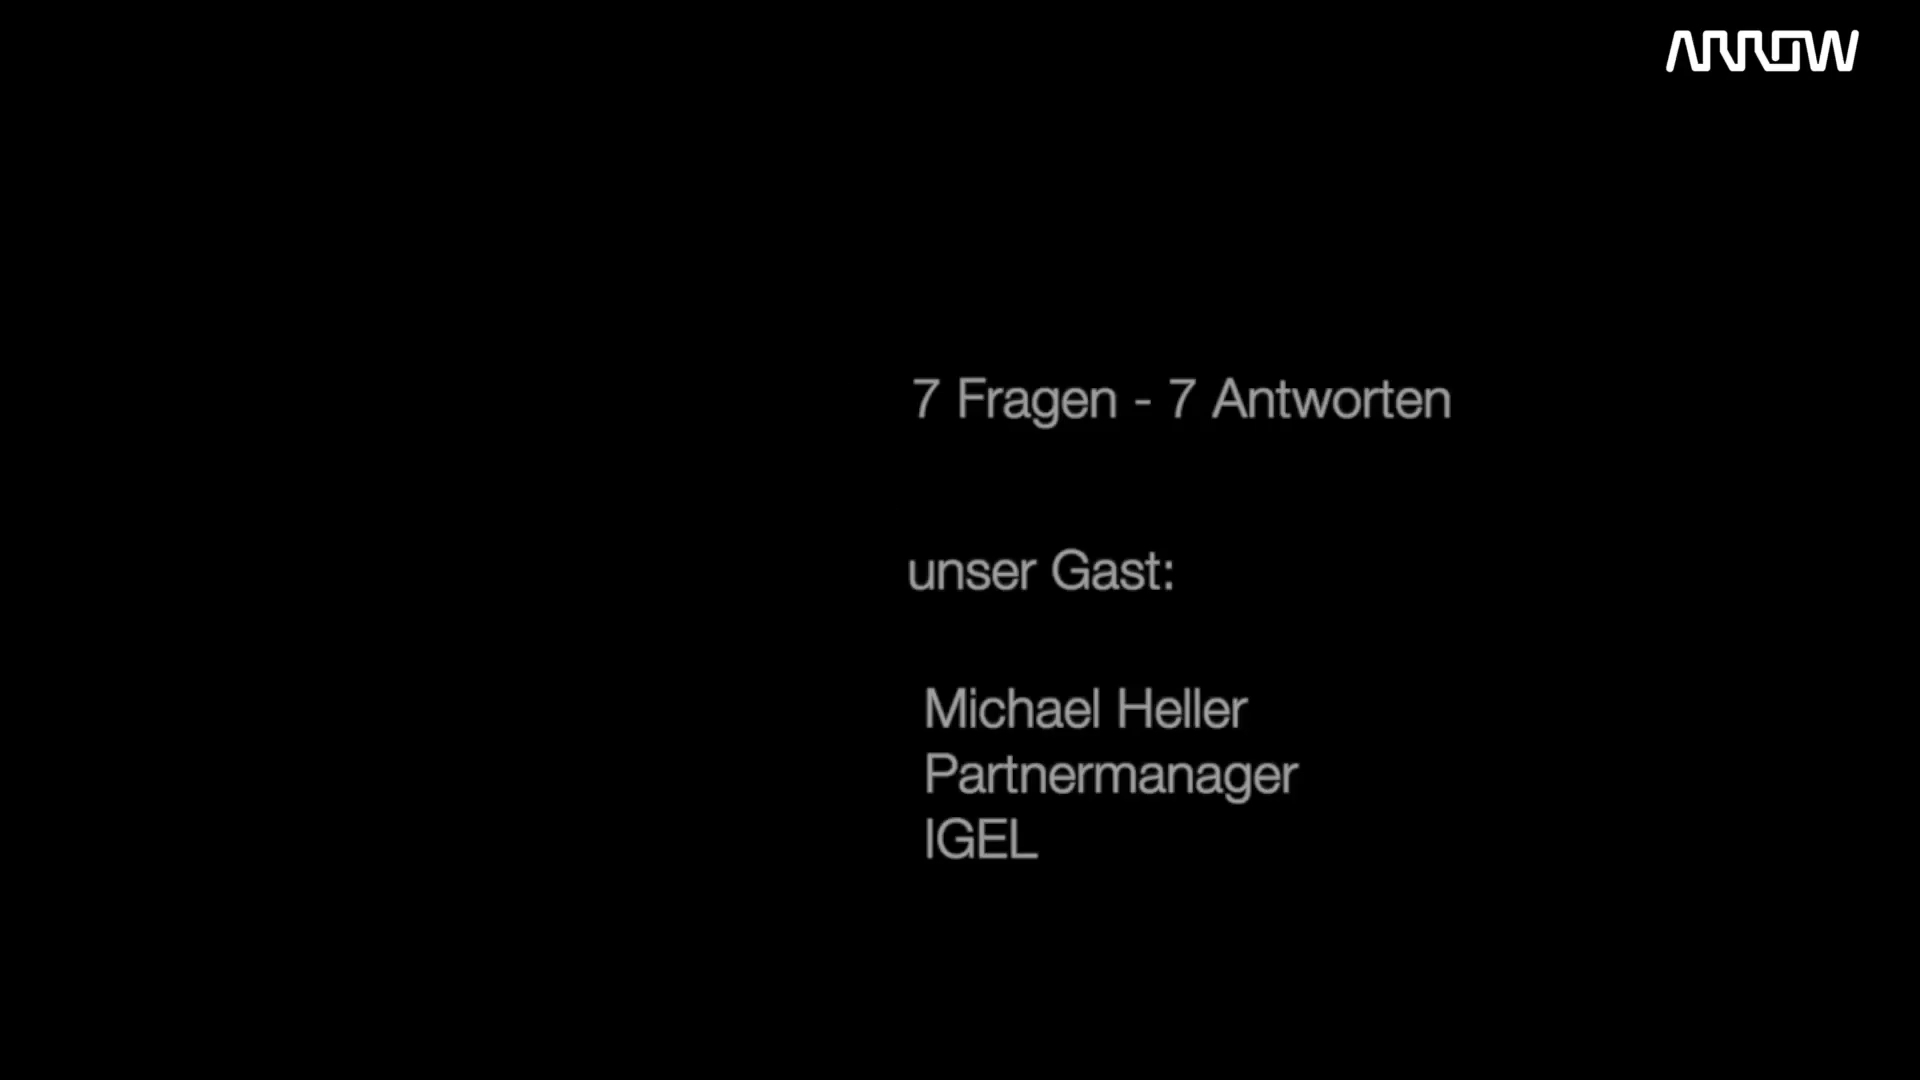 ARROW
7 Fragen - 7 Antworten
unser Gast:
Michael Heller
Partnermanager
IGEL